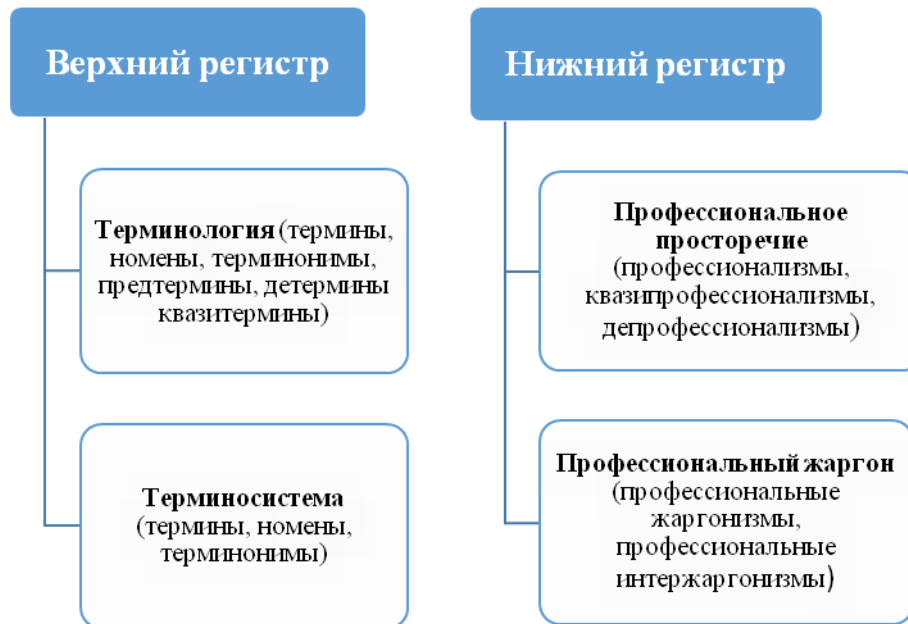 Верхний регистр
Терминология (термины,
номены, терминонимы,
предтермины, детермины
квазитермины)
Терминосистема
(термины, номены,
терминонимы)
Нижний регистр
Профессиональное
просторечие
(профессионализмы,
квазипрофессионализмы,
депрофессионализмы)
Профессиональный жаргон
(профессиональные
жаргонизмы,
профессиональные
интержаргонизмы)